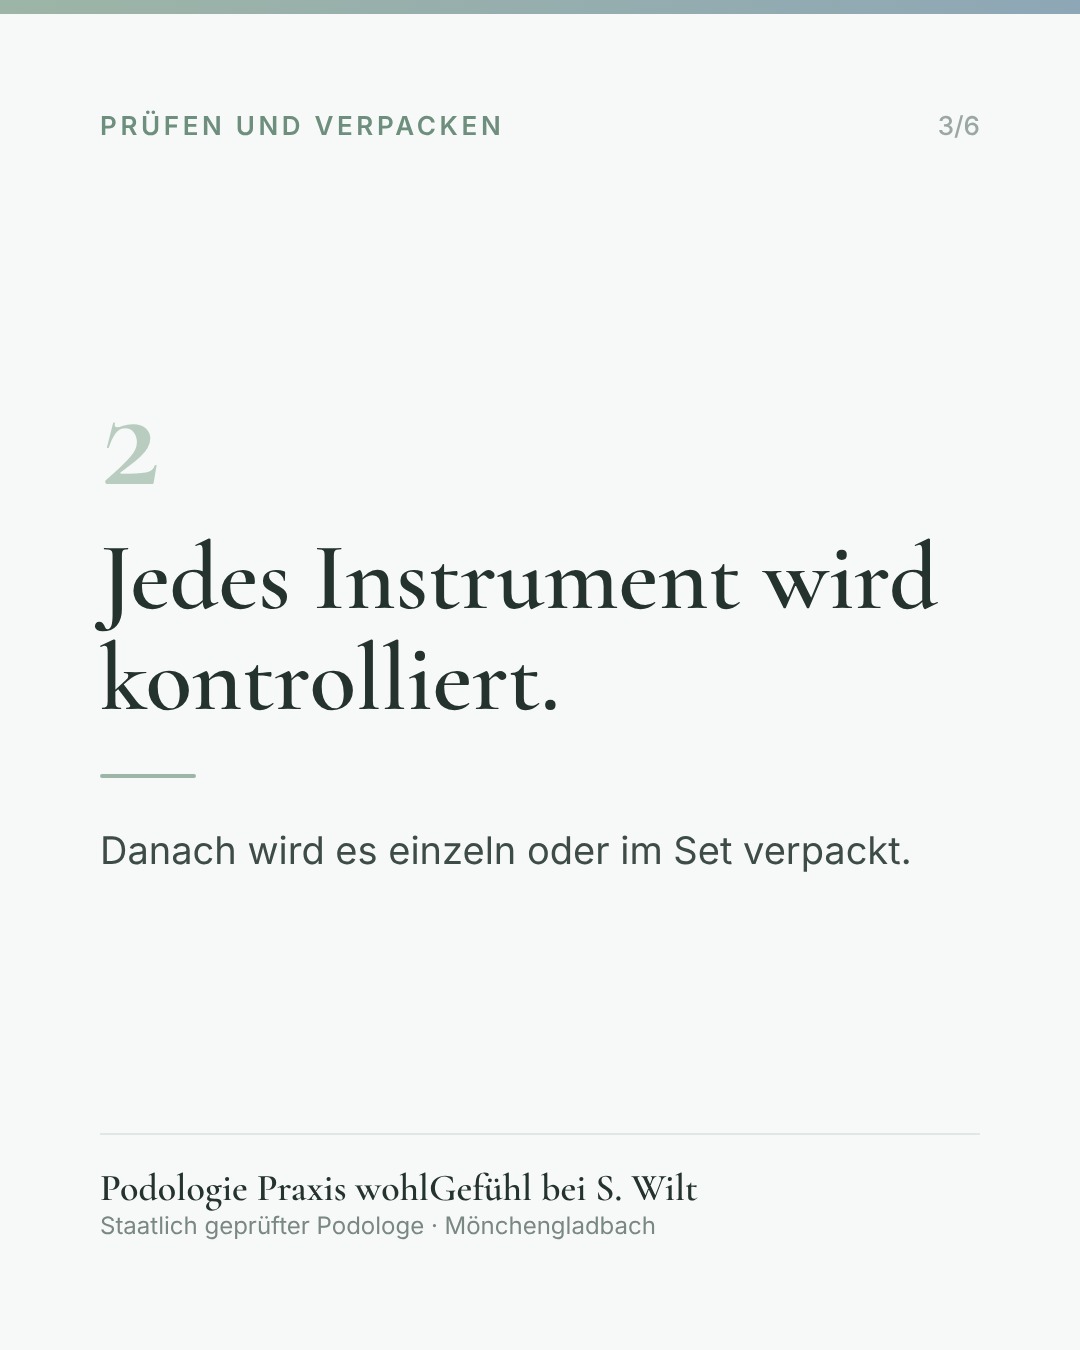 PRÜFEN UND VERPACKEN 3/6
2
Jedes Instrument wird
kontrolliert.
Danach wird es einzeln oder im Set verpackt.
Podologie Praxis wohlGefühl bei S. Wilt
Staatlich geprüfter Podologe · Mönchengladbach